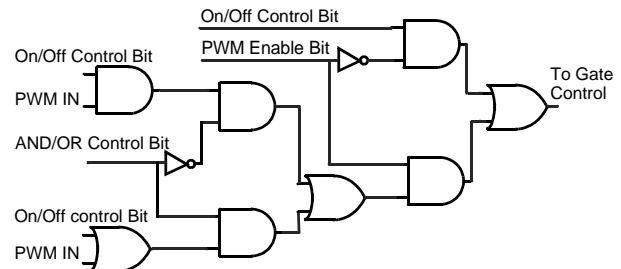 On/Off Control Bit
PWM Enable Bit
On/Off Control Bit
PWM IN
To Gate
Control
AND/OR Control Bit
On/Off control Bit
PWM IN